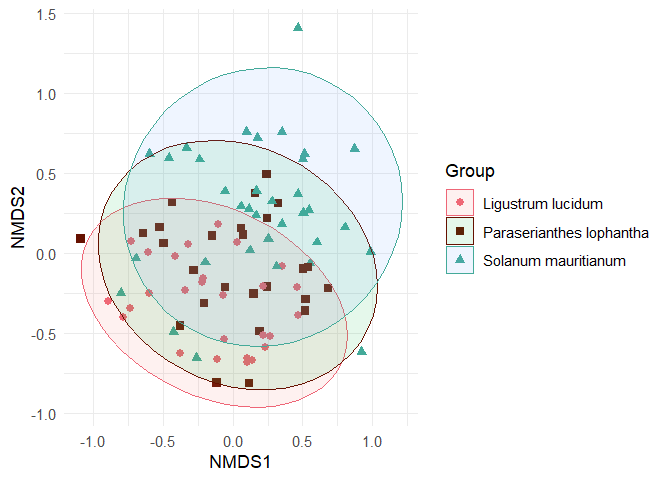 1.5
1.0
0.5
0.0
-0.5
-1.0
NMDS2
-1.0 -0.5 0.0 0.5 1.0
NMDS1
Group
Ligustrum lucidum
Paraserianthes lophantha
Solanum mauritianum